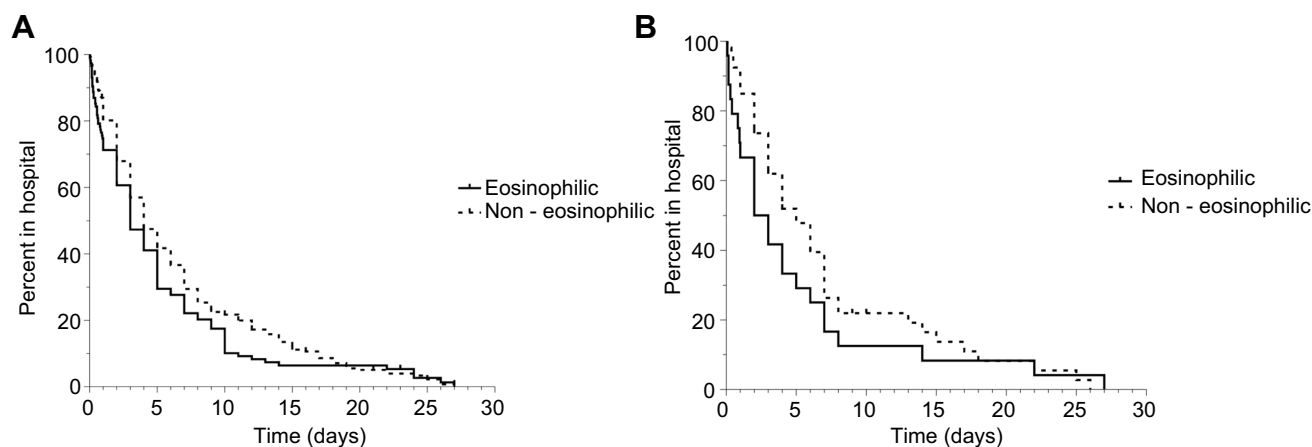 A
B
100
80
60
40
20
0
Percent in hospital
0 5 10 15 20 25 30
Time (days)
Eosinophilic
Non - eosinophilic
100
80
60
40
20
0
Percent in hospital
0 5 10 15 20 25 30
Time (days)
Eosinophilic
Non - eosinophilic